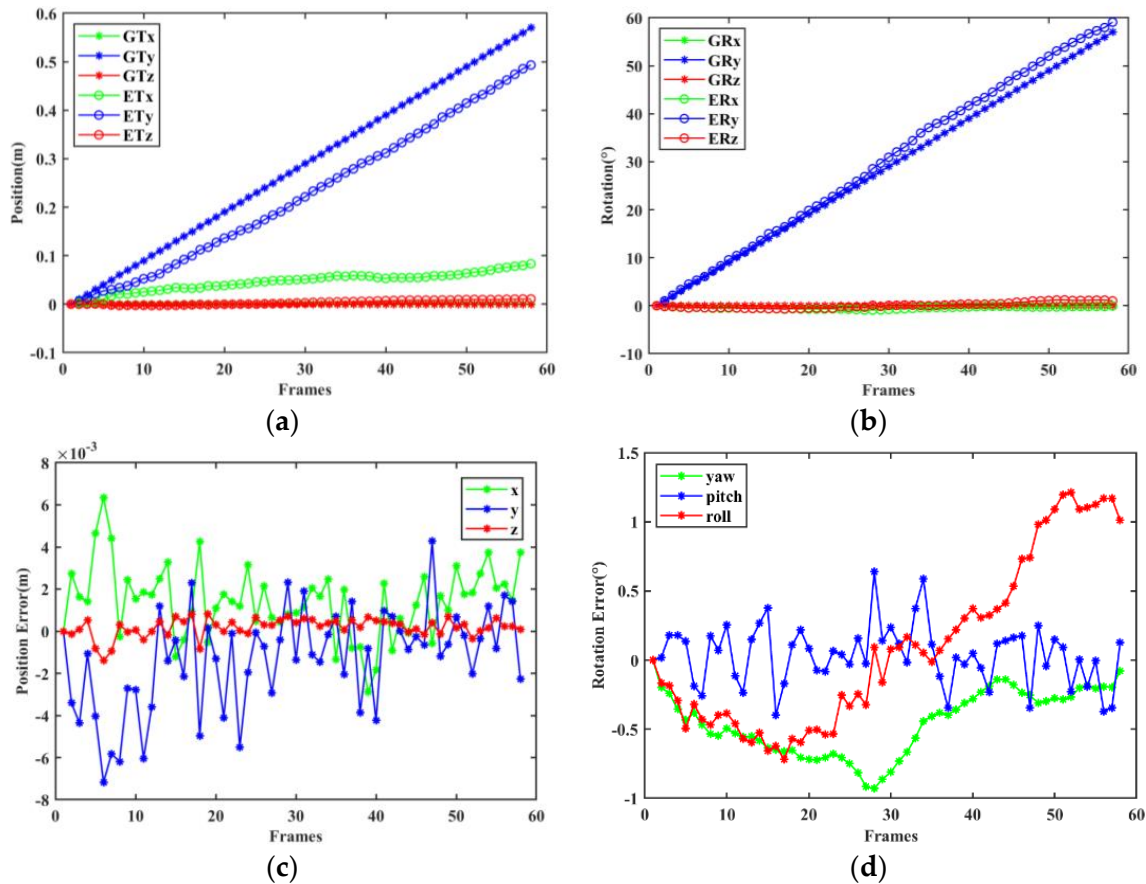 GTx
GTy
GTz
ETx
ETy
ETz
0.6
0.5
0.4
0.3
0.2
0.1
0
-0.1
Position(m)
0 10 20 30 40 50 60
Frames
(a)
GRx
GRy
GRz
ERx
ERy
ERz
60
50
40
30
20
10
0
-10
Rotation(°)
0 10 20 30 40 50 60
Frames
(b)
×10-3
x
y
z
8
6
4
2
0
-2
-4
-6
-8
Position Error(m)
0 10 20 30 40 50 60
Frames
(c)
yaw
pitch
roll
1.5
1
0.5
0
-0.5
-1
Rotation Error(°)
0 10 20 30 40 50 60
Frames
(d)